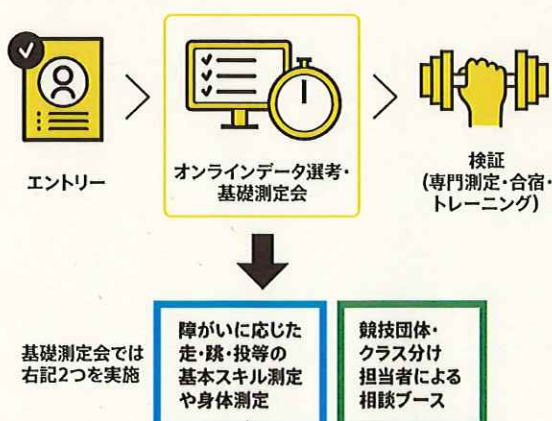 エントリー
オンラインデータ選考・
基礎測定会
検証
(専門測定・合宿・
トレーニング)
基礎測定会では
右記2つを実施
障がいに応じた
走・跳・投等の
基本スキル測定
や身体測定
競技団体・
クラス分け
担当者による
相談ブース